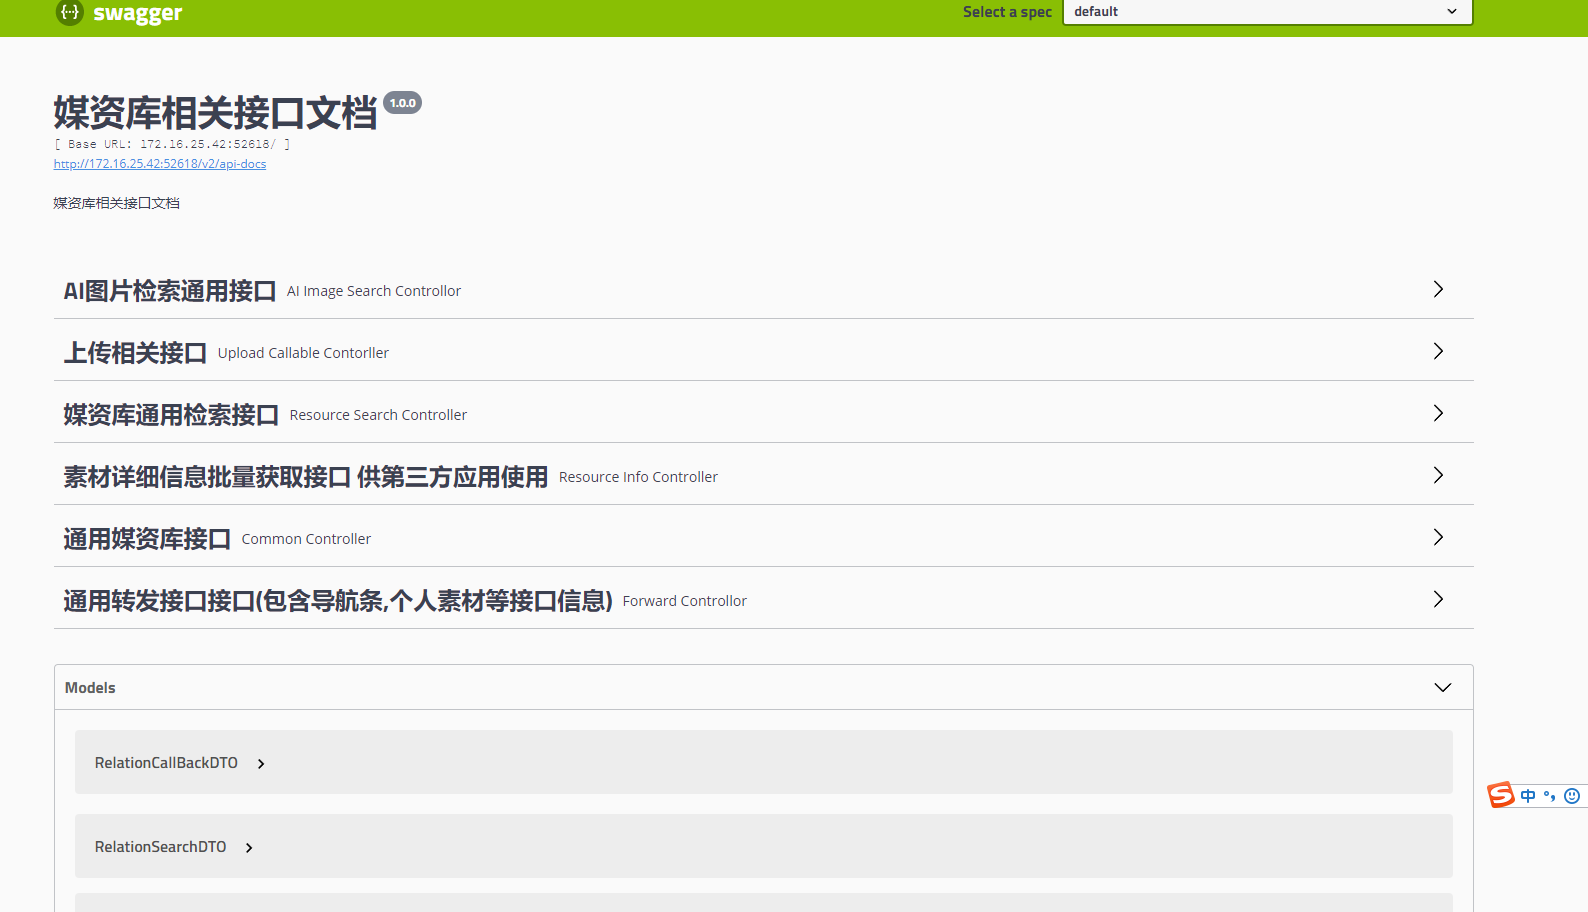 swagger
Select a spec default
媒资库相关接口文档 1.0.0
[ Base URL: 172.16.25.42:52618/ ]
http://172.16.25.42:52618/v2/api-docs
媒资库相关接口文档
AI图片检索通用接口 AI Image Search Controllor
上传相关接口 Upload Callable Contorller
媒资库通用检索接口 Resource Search Controller
素材详细信息批量获取接口 供第三方应用使用 Resource Info Controller
通用媒资库接口 Common Controller
通用转发接口接口(包含导航条,个人素材等接口信息) Forward Controllor
Models
RelationCallBackDTO
RelationSearchDTO
中